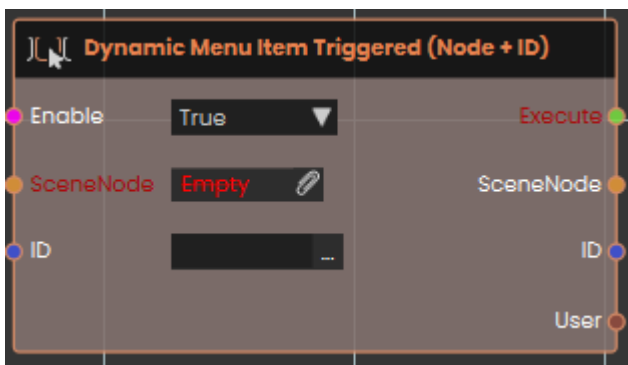 Dynamic Menu Item Triggered (Node + ID)
Enable True Execute
SceneNode Empty SceneNode
ID ... ID
User